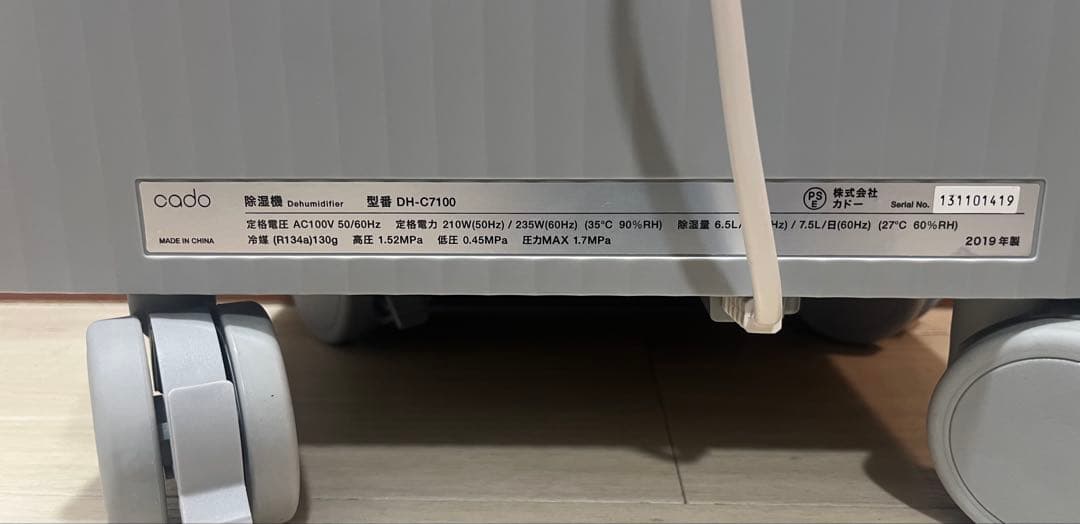 cado 除湿機 Dehumidifier 型番 DH-C7100 PSE 株式会社カドー Serial No. 131101419
定格電圧 AC100V 50/60Hz 定格電力 210W(50Hz) / 235W(60Hz) (35℃ 90%RH) 除湿量 6.5L/ ) / 7.5L/日(60Hz) (27℃ 60%RH)
MADE IN CHINA 冷媒 (R134a)130g 高圧 1.52MPa 低圧 0.45MPa 圧力MAX 1.7MPa 2019年製